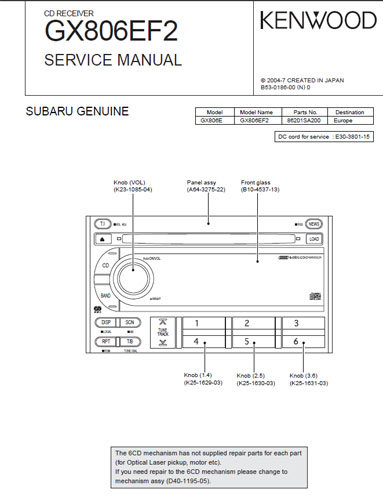 CD RECEIVER
GX806EF2
SERVICE MANUAL
KENWOOD
© 2004-7 CREATED IN JAPAN
B53-0186-00 (N) 0
SUBARU GENUINE
Model Model Name Parts No. Destination
GX806E GX806EF2 86201SA200 Europe
DC cord for service : E30-3801-15
Knob (VOL)
(K23-1085-04)
Panel assy
(A64-3275-22)
Front glass
(B10-4537-13)
T.I
NEWS
LOAD
CD
BAND
DISP SCN
RPT TB
TUNE
TRACK
1 2 3
4 5 6
Knob (1.4)
(K25-1629-03)
Knob (2.5)
(K25-1630-03)
Knob (3.6)
(K25-1631-03)
The 6CD mechanism has not supplied repair parts for each part
(for Optical Laser pickup, motor etc).
If you need repair to the 6CD mechanism please change to
mechanism assy (D40-1195-05).